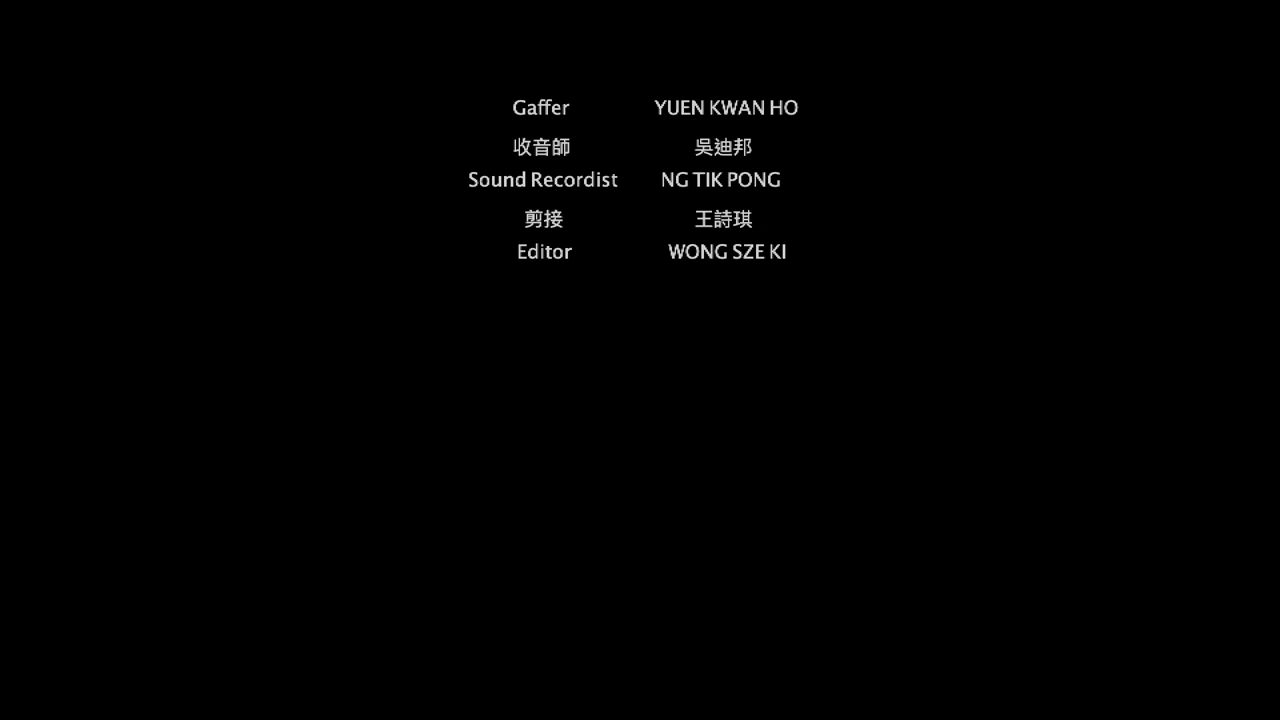 Gaffer YUEN KWAN HO
收音師 吳迪邦
Sound Recordist NG TIK PONG
剪接 王詩琪
Editor WONG SZE KI